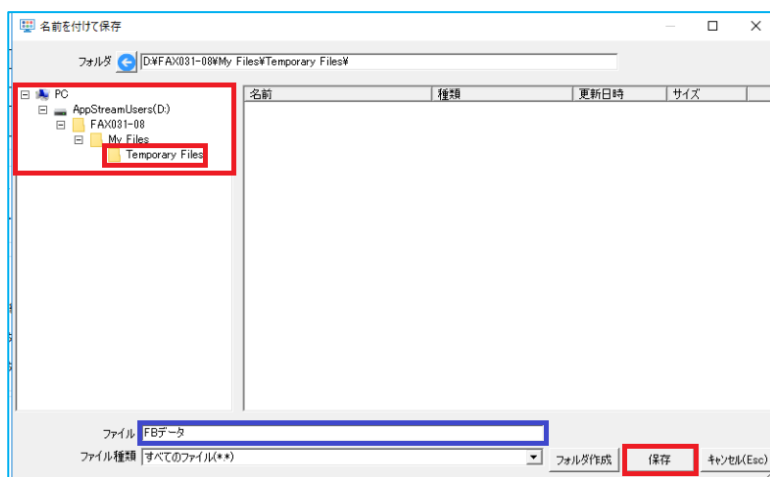 名前を付けて保存
フォルダ D:¥FAX031-08¥My Files¥Temporary Files¥
PC
AppStreamUsers(D:)
FAX031-08
My Files
Temporary Files
名前 種類 更新日時 サイズ
ファイル FBデータ
ファイル種類 すべてのファイル(*.*)
フォルダ作成 保存 キャンセル(Esc)